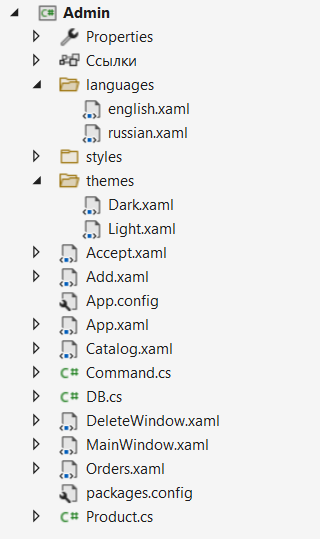 Admin
Properties
Ссылки
languages
english.xaml
russian.xaml
styles
themes
Dark.xaml
Light.xaml
Accept.xaml
Add.xaml
App.config
App.xaml
Catalog.xaml
C# Command.cs
C# DB.cs
DeleteWindow.xaml
MainWindow.xaml
Orders.xaml
packages.config
C# Product.cs